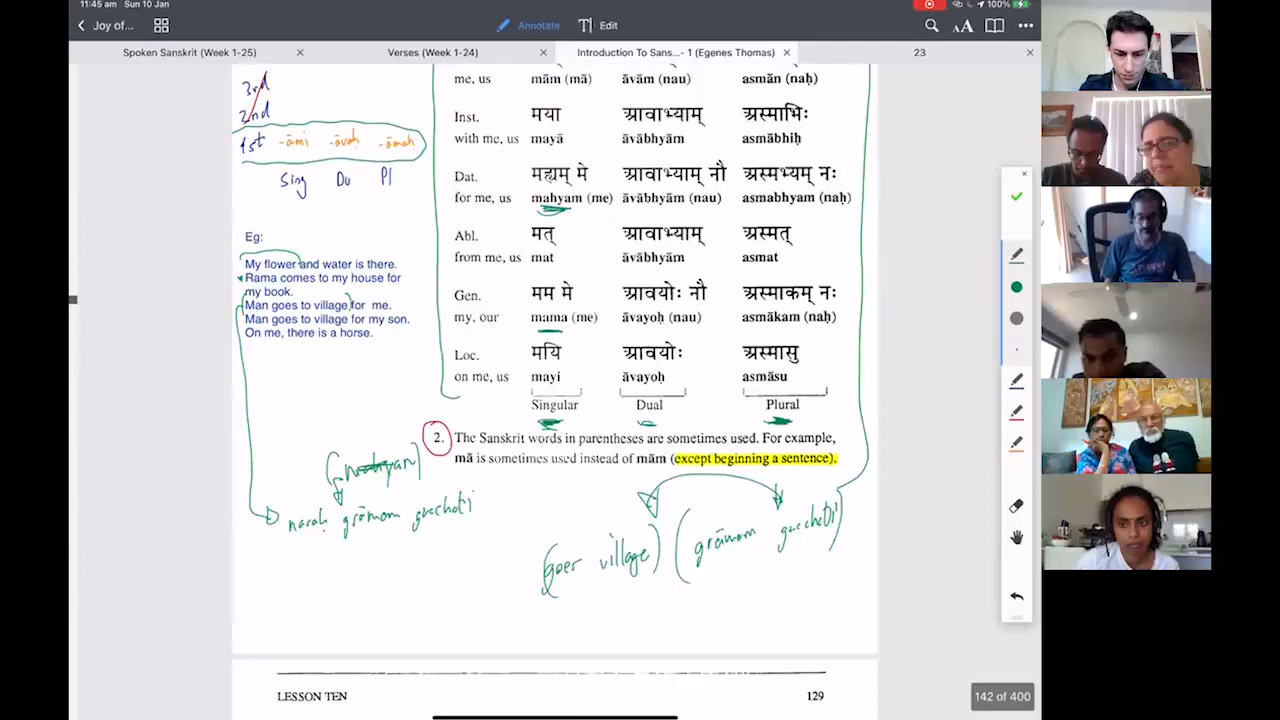 11:45 am Sun 10 Jan
100%
Joy of...
Annotate
Edit
AA
Spoken Sanskrit (Week 1-25)
Verses (Week 1-24)
Introduction To Sans...- 1 (Egenes Thomas)
23
3rd
2nd
1st -āmi -āvaḥ -āmaḥ
Sing Du Pl
Eg:
My flower and water is there.
Rama comes to my house for
my book.
Man goes to village for me.
Man goes to village for my son.
On me, there is a horse.
me, us mām (mā) āvām (nau) asmān (naḥ)
Inst. मया आवाभ्याम् अस्माभिः
with me, us mayā āvābhyām asmābhiḥ
Dat. मह्यम् मे आवाभ्याम् नौ अस्मभ्यम् नः
for me, us mahyam (me) āvābhyām (nau) asmabhyam (naḥ)
Abl. मत् आवाभ्याम् अस्मत्
from me, us mat āvābhyām asmat
Gen. मम मे आवयोः नौ अस्माकम् नः
my, our mama (me) āvayoḥ (nau) asmākam (naḥ)
Loc. मयि आवयोः अस्मासु
on me, us mayi āvayoḥ asmāsu
Singular Dual Plural
2. The Sanskrit words in parentheses are sometimes used. For example,
mā is sometimes used instead of mām (except beginning a sentence).
naraḥ grāmam gacchati
(goes village) (grāmam gacchati)
LESSON TEN 129
142 of 400